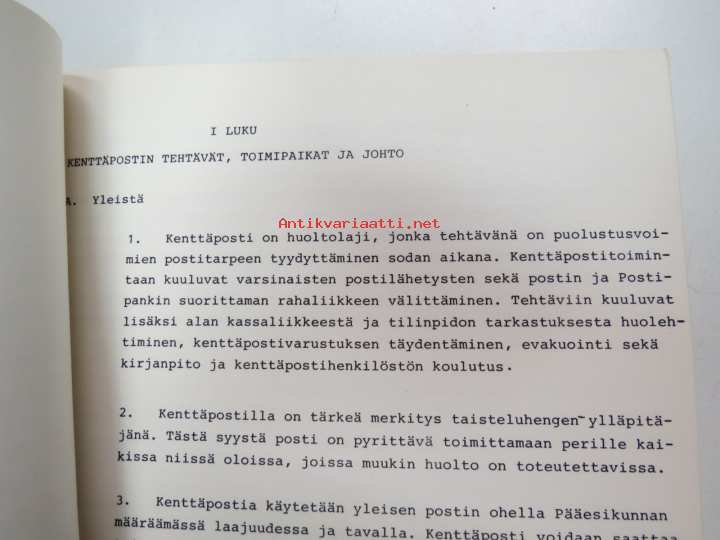 I LUKU
KENTTÄPOSTIN TEHTÄVÄT, TOIMIPAIKAT JA JOHTO
A. Yleistä
Antikvariaatti.net
1. Kenttäposti on huoltolaji, jonka tehtävänä on puolustusvoi-
mien postitarpeen tyydyttäminen sodan aikana. Kenttäpostitoimin-
taan kuuluvat varsinaisten postilähetysten sekä postin ja Posti-
pankin suorittaman rahaliikkeen välittäminen. Tehtäviin kuuluvat
lisäksi alan kassaliikkeestä ja tilinpidon tarkastuksesta huoleh-
timinen, kenttäpostivarustuksen täydentäminen, evakuointi sekä
kirjanpito ja kenttäpostihenkilöstön koulutus.
2. Kenttäpostilla on tärkeä merkitys taisteluhengen ylläpitä-
jänä. Tästä syystä posti on pyrittävä toimittamaan perille kai-
kissa niissä oloissa, joissa muukin huolto on toteutettavissa.
3. Kenttäpostia käytetään yleisen postin ohella Pääesikunnan
määräämässä laajuudessa ja tavalla. Kenttäposti voidaan saattaa